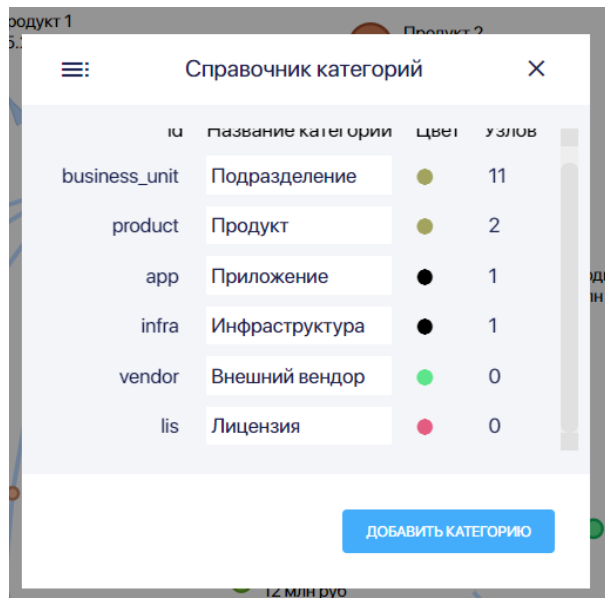 Продукт 2
Справочник категорий
id Название категории Цвет Узлов
business_unit Подразделение 11
product Продукт 2
app Приложение 1
infra Инфраструктура 1
vendor Внешний вендор 0
lis Лицензия 0
ДОБАВИТЬ КАТЕГОРИЮ
12 млн руб